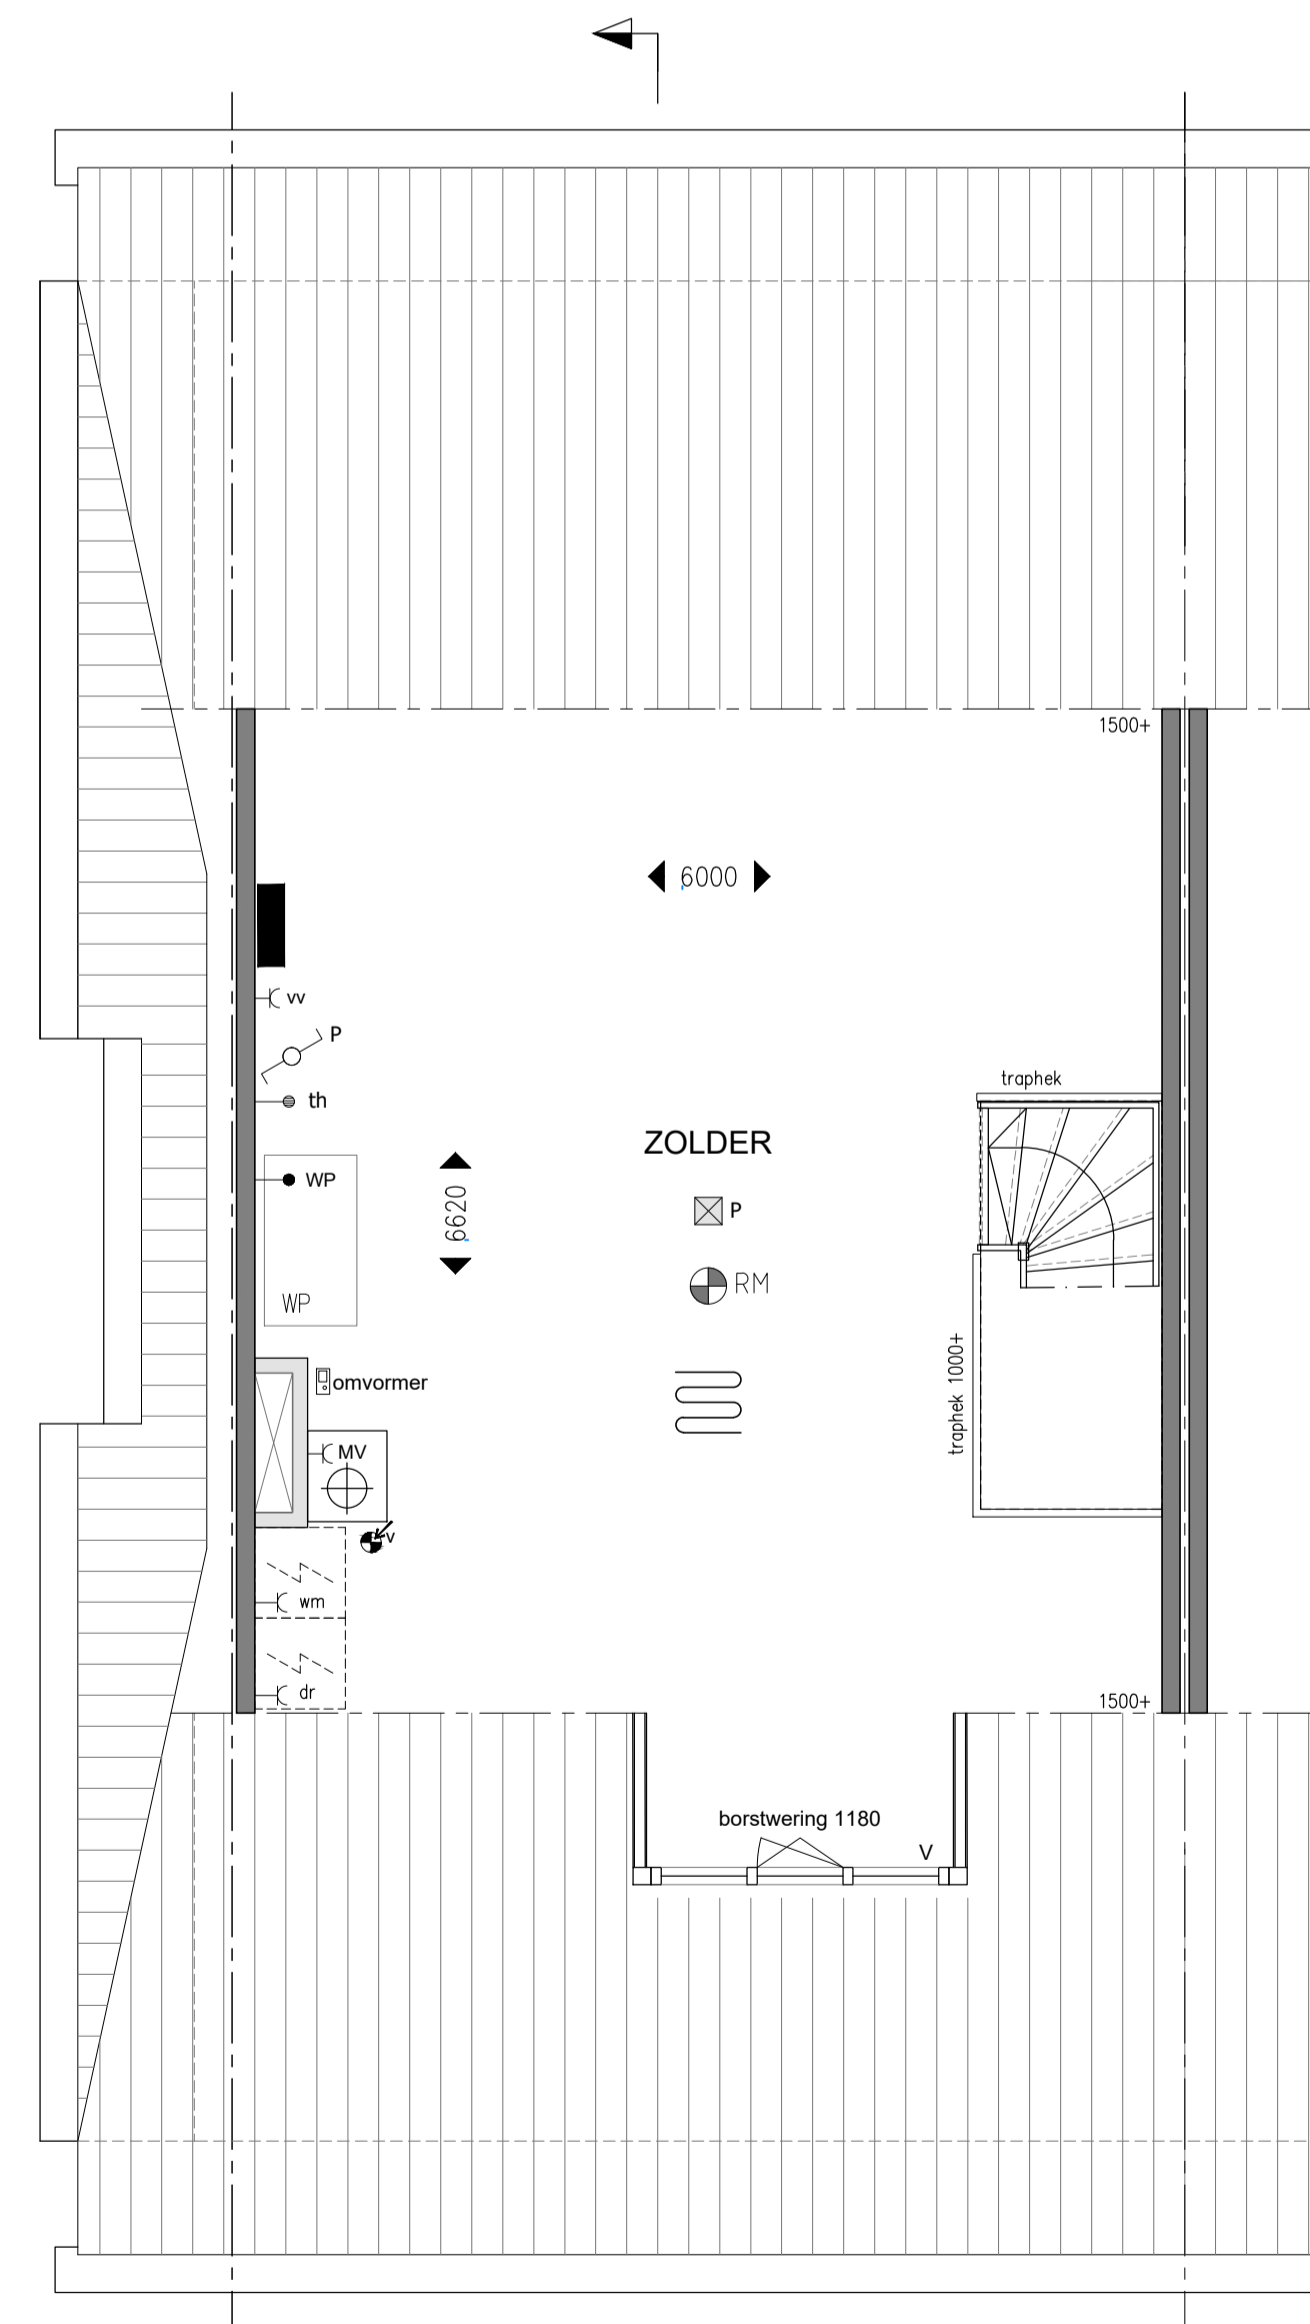 1500+
6000
vv
P
traphek
th
ZOLDER
WP
6620
P
RM
WP
traphek 1000+
omvormer
MV
v
wm
dr
1500+
borstwering 1180
V